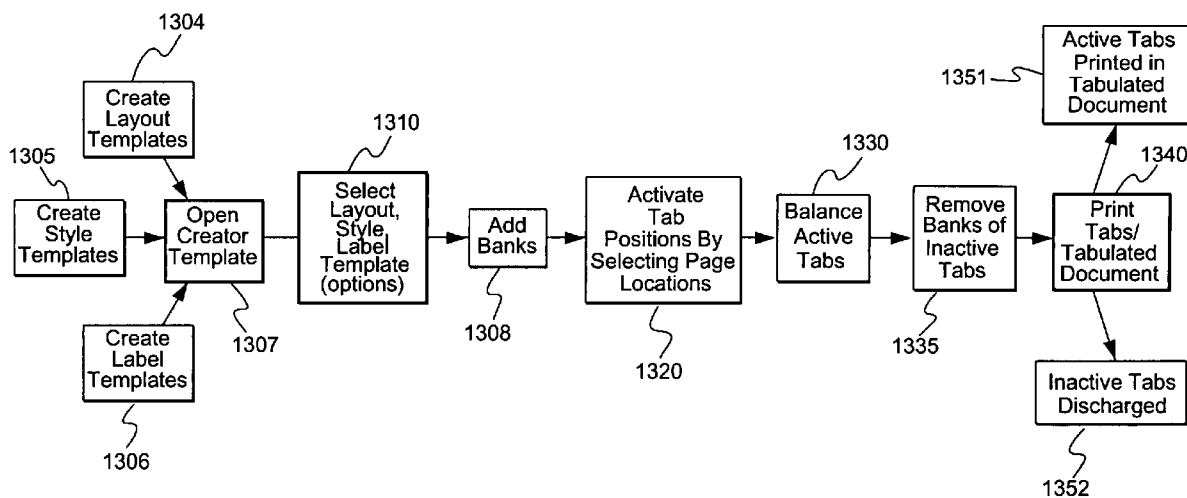 1304
Create
Layout
Templates
1305
Create
Style
Templates
1306
Create
Label
Templates
Open
Creator
Template
1307
1310
Select
Layout,
Style,
Label
Template
(options)
Add
Banks
1308
Activate
Tab
Positions By
Selecting Page
Locations
1320
1330
Balance
Active
Tabs
Remove
Banks of
Inactive
Tabs
1335
1340
Print
Tabs/
Tabulated
Document
1351
Active Tabs
Printed in
Tabulated
Document
Inactive Tabs
Discharged
1352